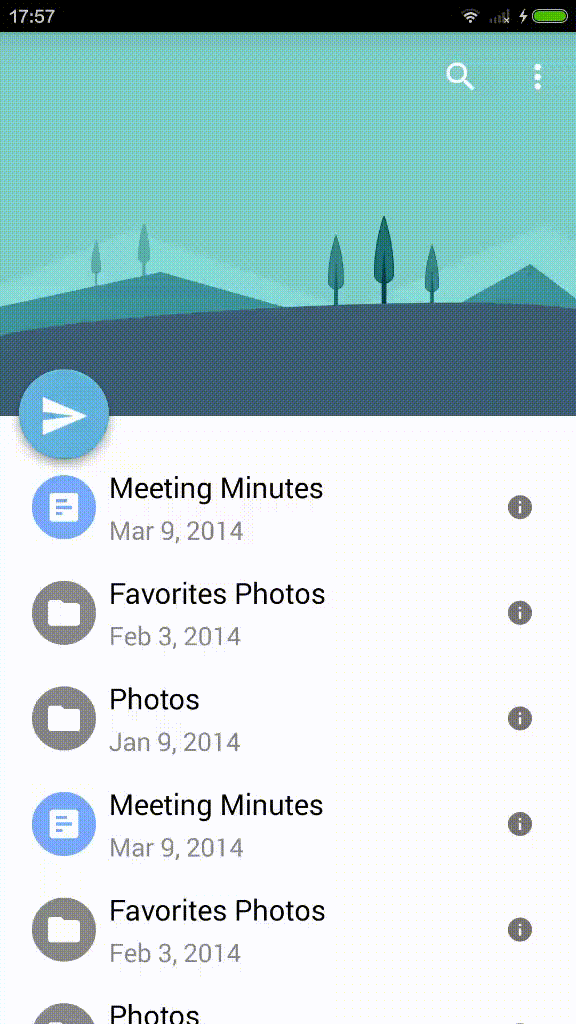 17:57
Meeting Minutes
Mar 9, 2014
Favorites Photos
Feb 3, 2014
Photos
Jan 9, 2014
Meeting Minutes
Mar 9, 2014
Favorites Photos
Feb 3, 2014
Photos